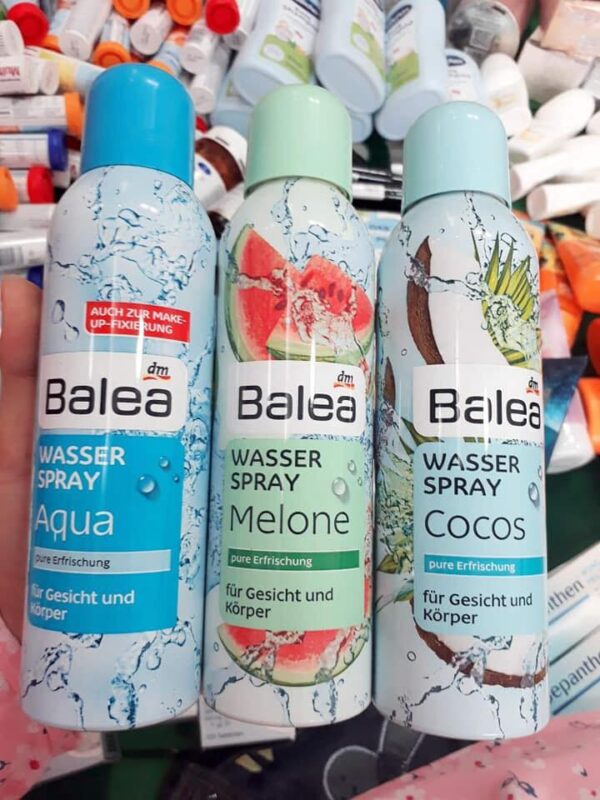 AUCH ZUR MAKE-
UP-FIXIERUNG
dm
Balea
WASSER
SPRAY
Aqua
pure Erfrischung
für Gesicht und
Körper
dm
Balea
WASSER
SPRAY
Melone
pure Erfrischung
für Gesicht und
Körper
dm
Balea
WASSER
SPRAY
Cocos
pure Erfrischung
für Gesicht und
Körper
panthen
epanthen